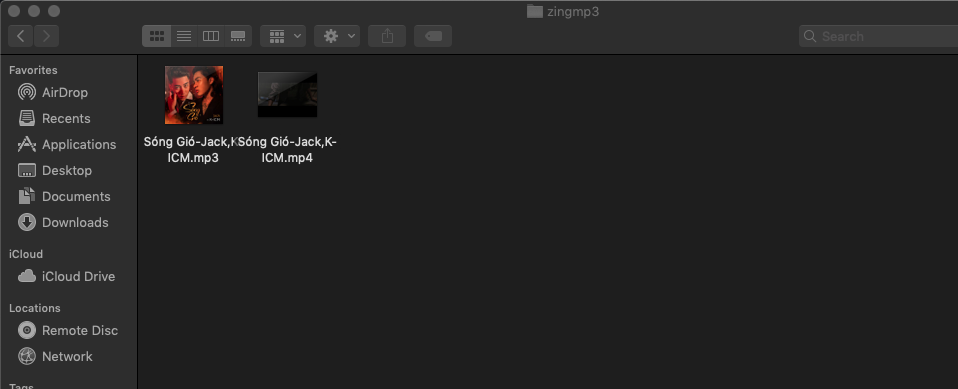 zingmp3
Search
Favorites
AirDrop
Recents
Applications
Desktop
Documents
Downloads
iCloud
iCloud Drive
Locations
Remote Disc
Network
Tags
Sóng Gió-Jack,K-
ICM.mp3
Sóng Gió-Jack,K-
ICM.mp4